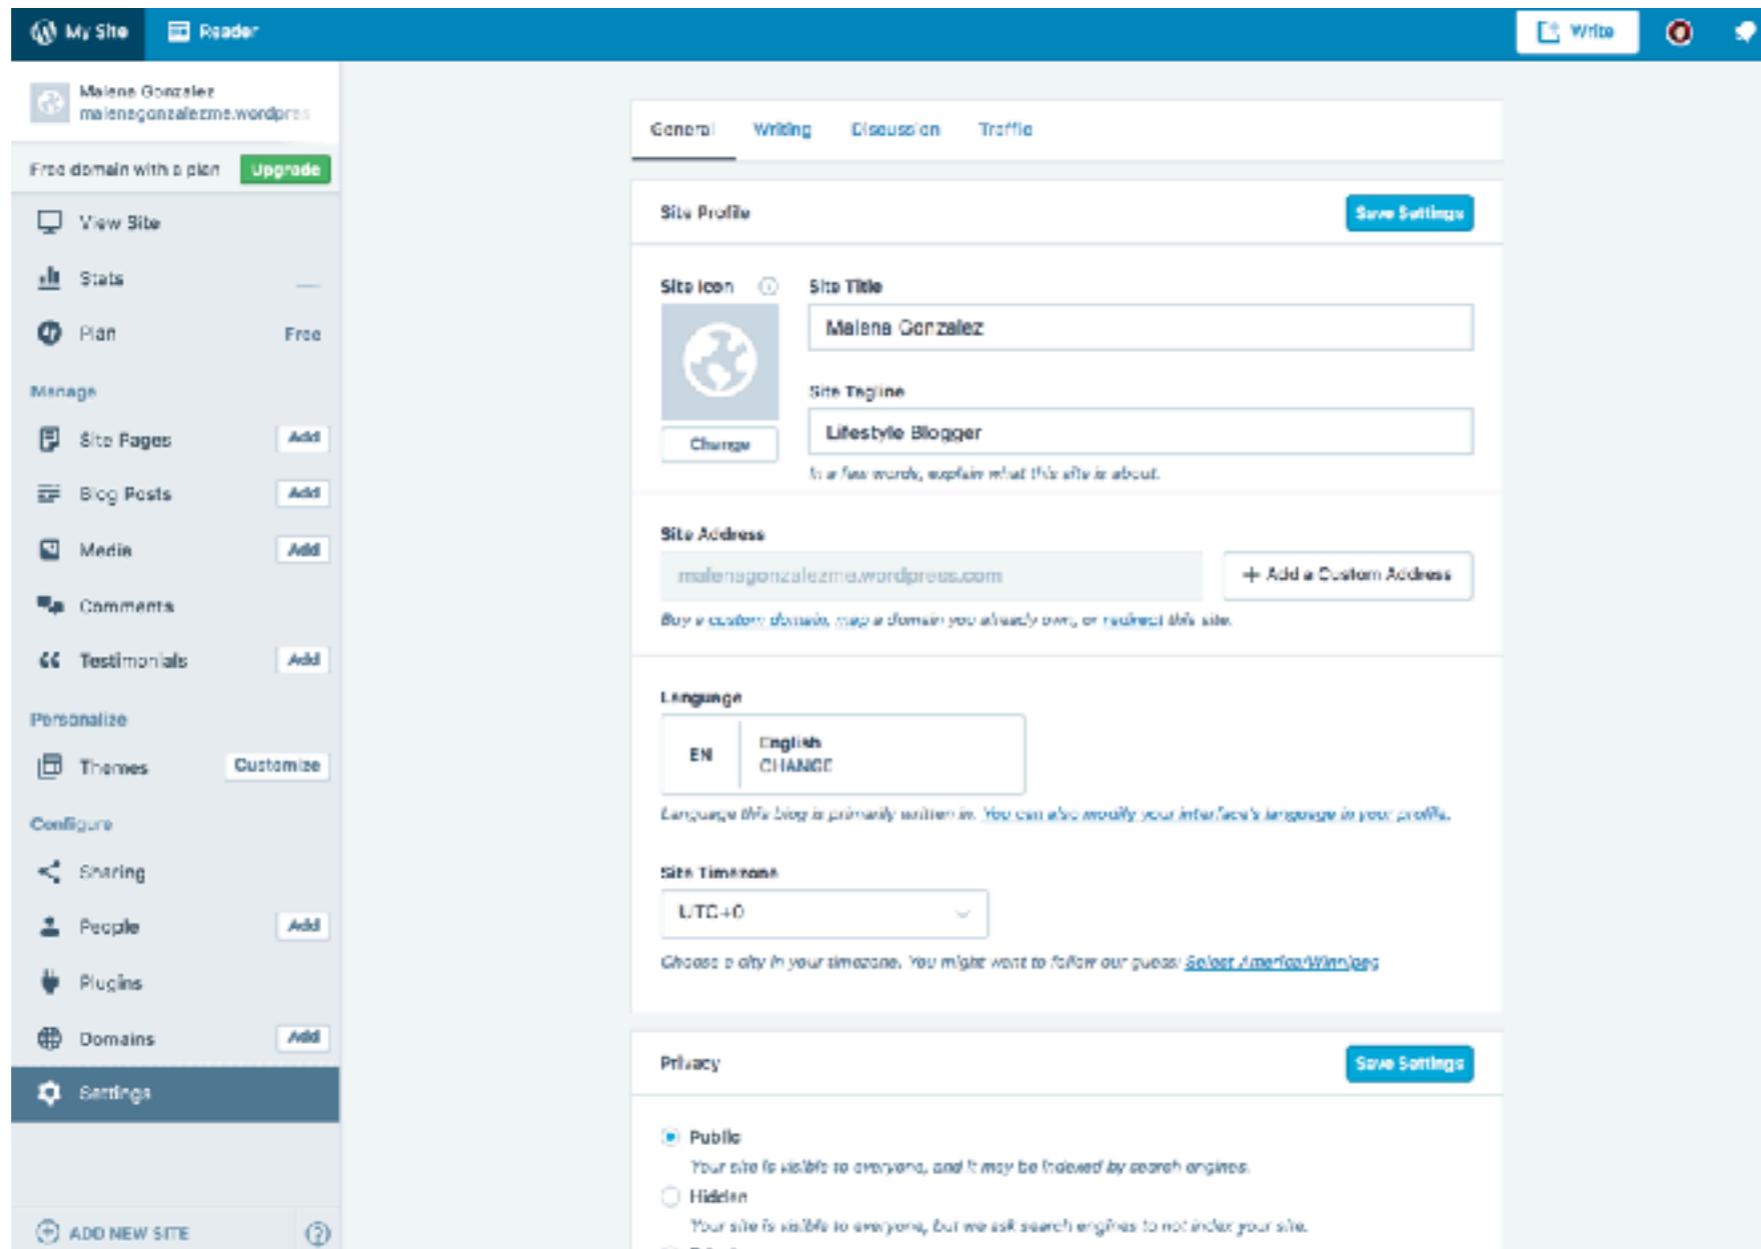 My Site
Reader
Write
Malena Gonzalez
malenagonzalezme.wordpres
Free domain with a plan
Upgrade
View Site
Stats
Plan
Free
Manage
Site Pages
Add
Blog Posts
Add
Media
Add
Comments
Testimonials
Add
Personalize
Themes
Customize
Configure
Sharing
People
Add
Plugins
Domains
Add
Settings
ADD NEW SITE
General
Writing
Discussion
Traffic
Site Profile
Save Settings
Site Icon
Change
Site Title
Malena Gonzalez
Site Tagline
Lifestyle Blogger
In a few words, explain what this site is about.
Site Address
malenagonzalezme.wordpress.com
+ Add a Custom Address
Buy a custom domain, map a domain you already own, or redirect this site.
Language
EN
English
CHANGE
Language this blog is primarily written in. You can also modify your interface's language in your profile.
Site Timezone
UTC+0
Choose a city in your timezone. You might want to follow our guess: Select America/Winnipeg
Privacy
Save Settings
Public
Your site is visible to everyone, and it may be indexed by search engines.
Hidden
Your site is visible to everyone, but we ask search engines to not index your site.